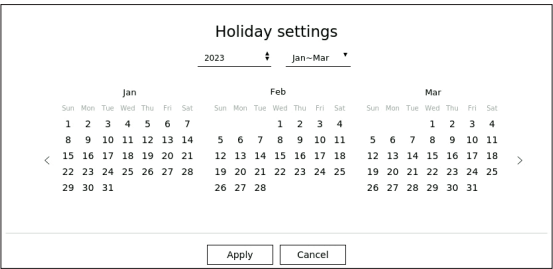 Holiday settings
2023 Jan~Mar
Jan Feb Mar
Sun Mon Tue Wed Thu Fri Sat Sun Mon Tue Wed Thu Fri Sat Sun Mon Tue Wed Thu Fri Sat
1 2 3 4 5 6 7 1 2 3 4 1 2 3 4
8 9 10 11 12 13 14 5 6 7 8 9 10 11 5 6 7 8 9 10 11
15 16 17 18 19 20 21 12 13 14 15 16 17 18 12 13 14 15 16 17 18
22 23 24 25 26 27 28 19 20 21 22 23 24 25 19 20 21 22 23 24 25
29 30 31 26 27 28 26 27 28 29 30 31
Apply Cancel